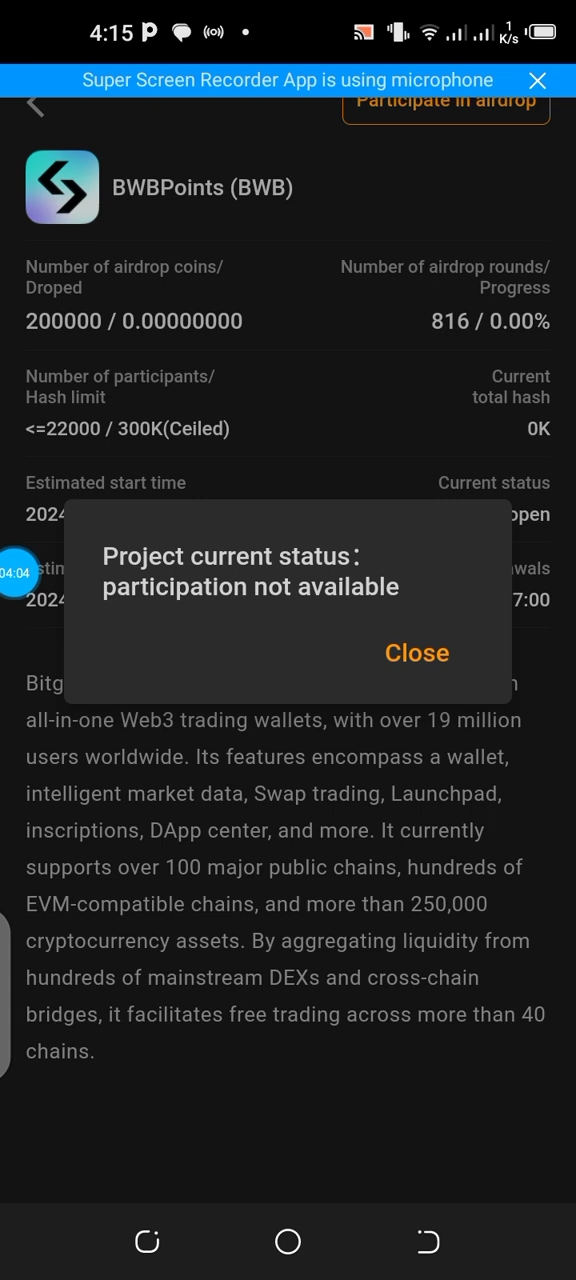 4:15
1
K/s
Super Screen Recorder App is using microphone
Participate in airdrop
BWBPoints (BWB)
Number of airdrop coins/
Droped
Number of airdrop rounds/
Progress
200000 / 0.00000000
816 / 0.00%
Number of participants/
Hash limit
Current
total hash
<=22000 / 300K(Ceiled)
0K
Estimated start time
Current status
2024
open
Project current status：
participation not available
Close
04:04
2024
7:00
all-in-one Web3 trading wallets, with over 19 million
users worldwide. Its features encompass a wallet,
intelligent market data, Swap trading, Launchpad,
inscriptions, DApp center, and more. It currently
supports over 100 major public chains, hundreds of
EVM-compatible chains, and more than 250,000
cryptocurrency assets. By aggregating liquidity from
hundreds of mainstream DEXs and cross-chain
bridges, it facilitates free trading across more than 40
chains.